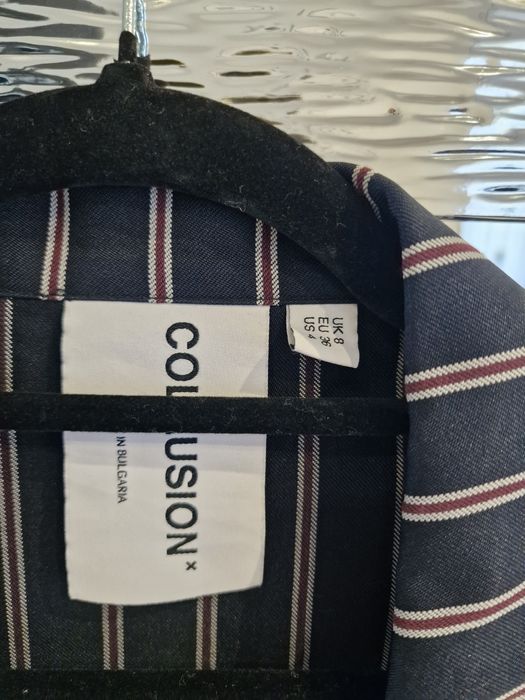 COL USION x
IN BULGARIA
UK 8
EU 36
US 4